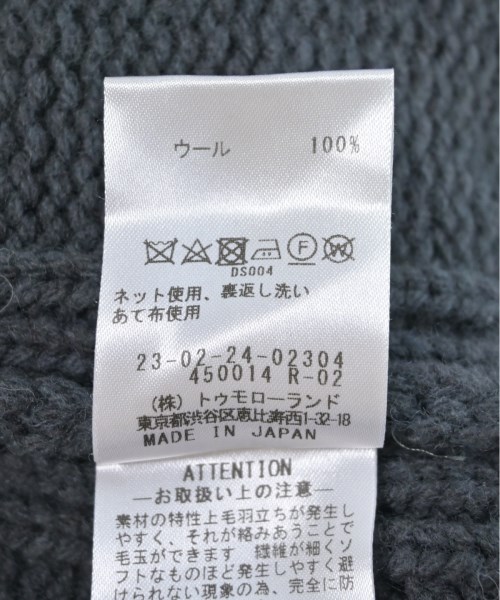 ウール 100%
F W
DS004
ネット使用、裏返し洗い
あて布使用
23-02-24-02304
450014 R-02
(株) トゥモローランド
東京都渋谷区恵比寿西1-32-18
MADE IN JAPAN
ATTENTION
―お取扱い上の注意―
素材の特性上毛羽立ちが発生し
やすく、それが絡みあうことで
毛玉ができます 繊維が細くソ
フトなものほど発生しやすく避
けられない現象の為、完全に防